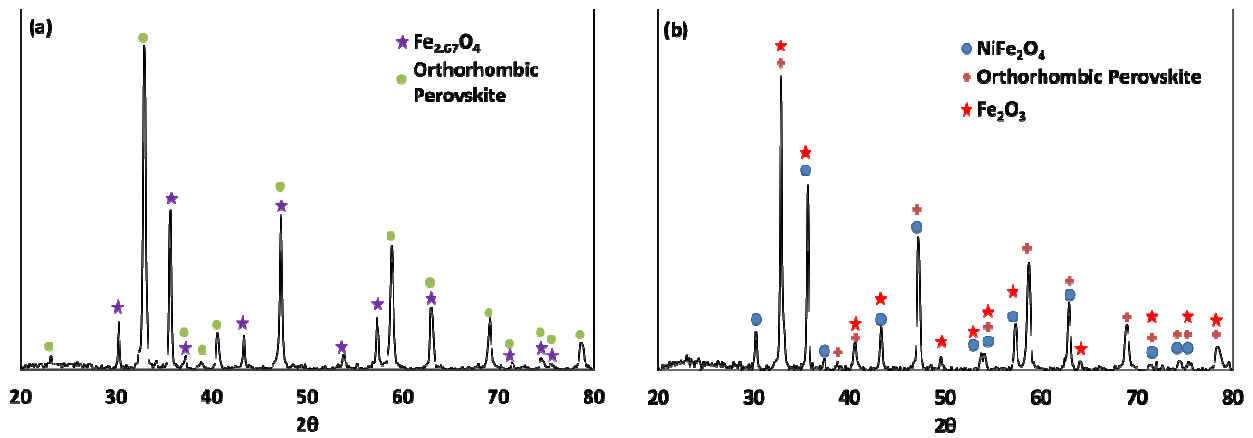 (a)
Fe2.67O4
Orthorhombic
Perovskite
20 30 40 50 60 70 80
2θ
(b)
NiFe2O4
Orthorhombic Perovskite
Fe2O3
20 30 40 50 60 70 80
2θ